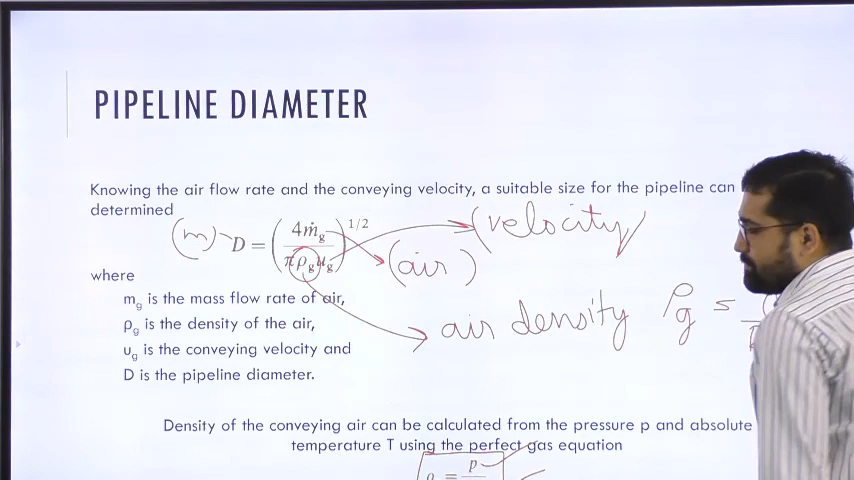 PIPELINE DIAMETER
Knowing the air flow rate and the conveying velocity, a suitable size for the pipeline can
determined
(m) D = (4ṁg / πρgug)^1/2
(velocity)
(air)
where
mg is the mass flow rate of air,
ρg is the density of the air,
air density ρg =
ug is the conveying velocity and
D is the pipeline diameter.
Density of the conveying air can be calculated from the pressure p and absolute
temperature T using the perfect gas equation
= p